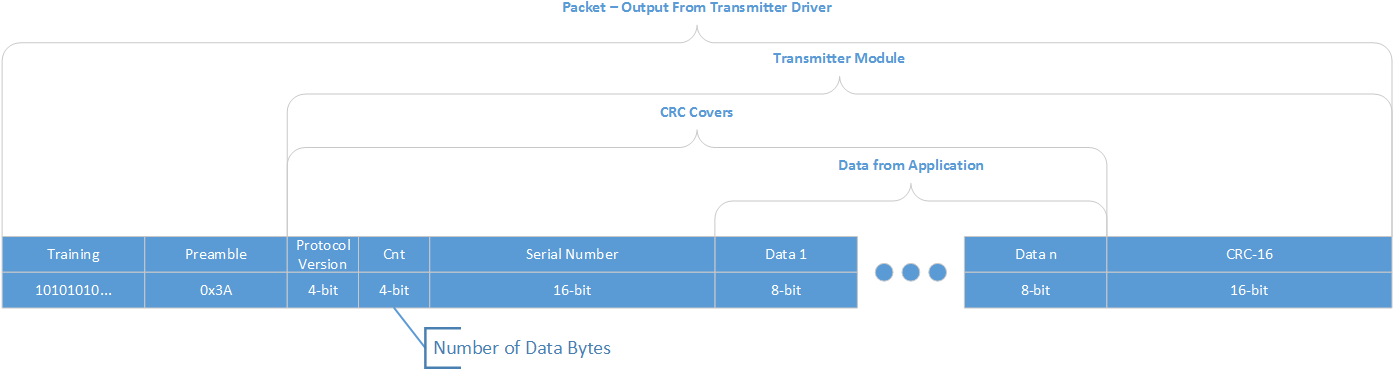 Packet – Output From Transmitter Driver
Transmitter Module
CRC Covers
Data from Application
Training
Preamble
Protocol
Version
Cnt
Serial Number
Data 1
Data n
CRC-16
10101010...
0x3A
4-bit
4-bit
16-bit
8-bit
8-bit
16-bit
Number of Data Bytes